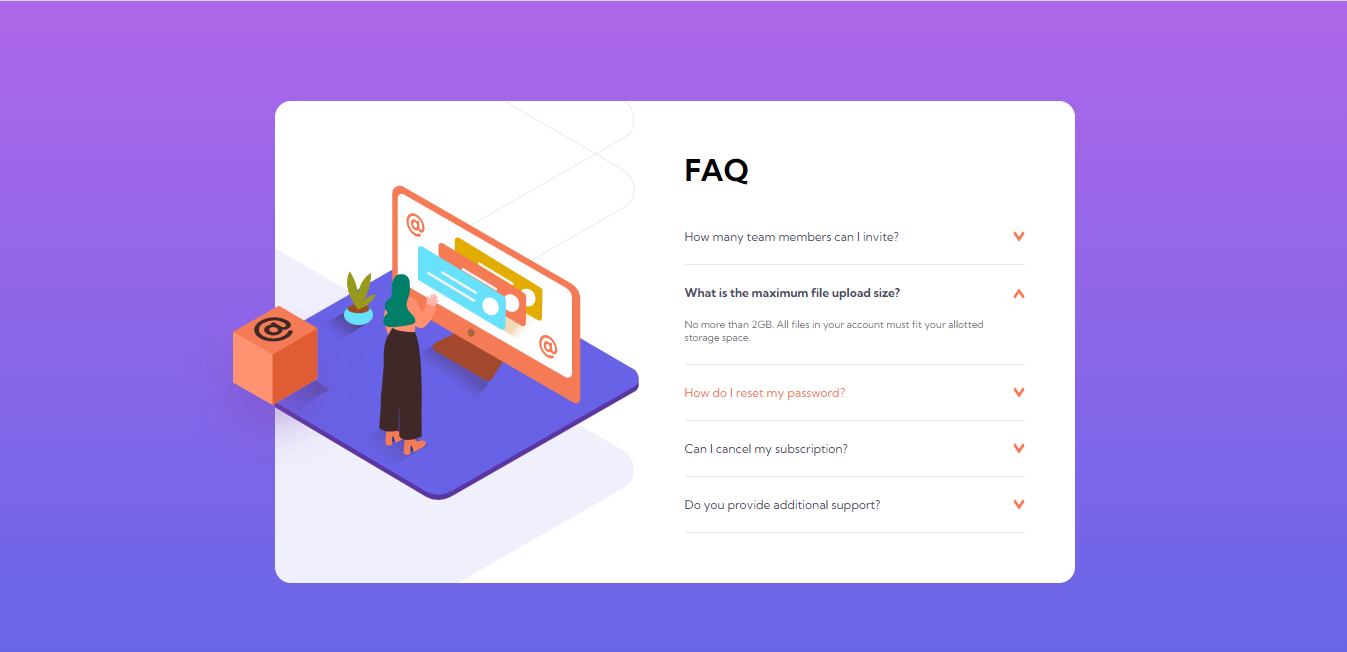 FAQ
How many team members can I invite?
What is the maximum file upload size?
No more than 2GB. All files in your account must fit your allotted
storage space.
How do I reset my password?
Can I cancel my subscription?
Do you provide additional support?
@
@
@